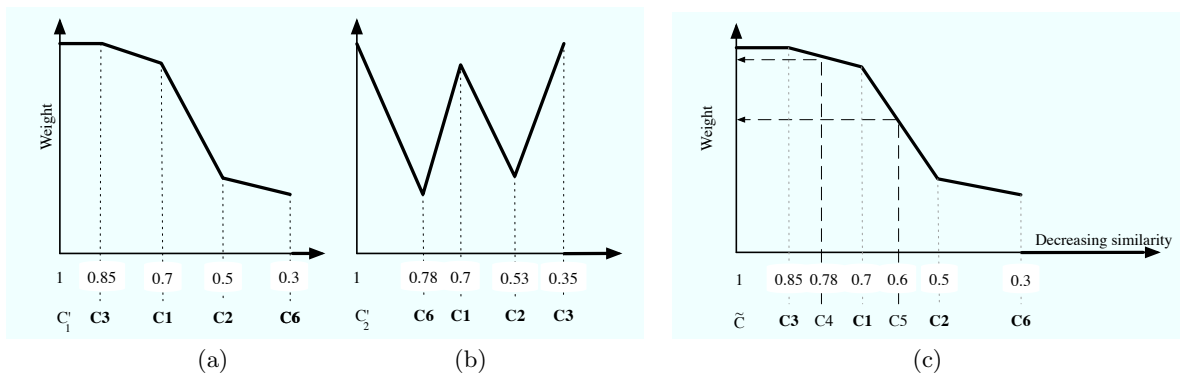 Weight
1 0.85 0.7 0.5 0.3
C'1 C3 C1 C2 C6
(a)
1 0.78 0.7 0.53 0.35
C'2 C6 C1 C2 C3
(b)
Weight
Decreasing similarity
1 0.85 0.78 0.7 0.6 0.5 0.3
C̃ C3 C4 C1 C5 C2 C6
(c)